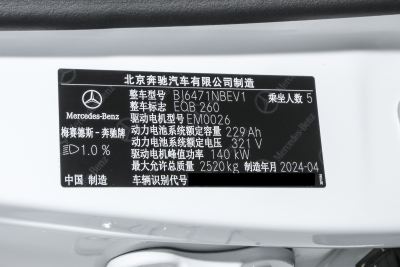 北京奔驰汽车有限公司制造
整车型号 BJ6471NBEV1 乘坐人数 5
整车标志 EQB 260
Mercedes-Benz 驱动电机型号 EM0026
动力电池系统额定容量 229 Ah
梅赛德斯-奔驰牌 动力电池系统额定电压 321 V
1.0 % 驱动电机峰值功率 140 kW
最大允许总质量 2520 kg 制造年月 2024-04
中国 制造 车辆识别代号